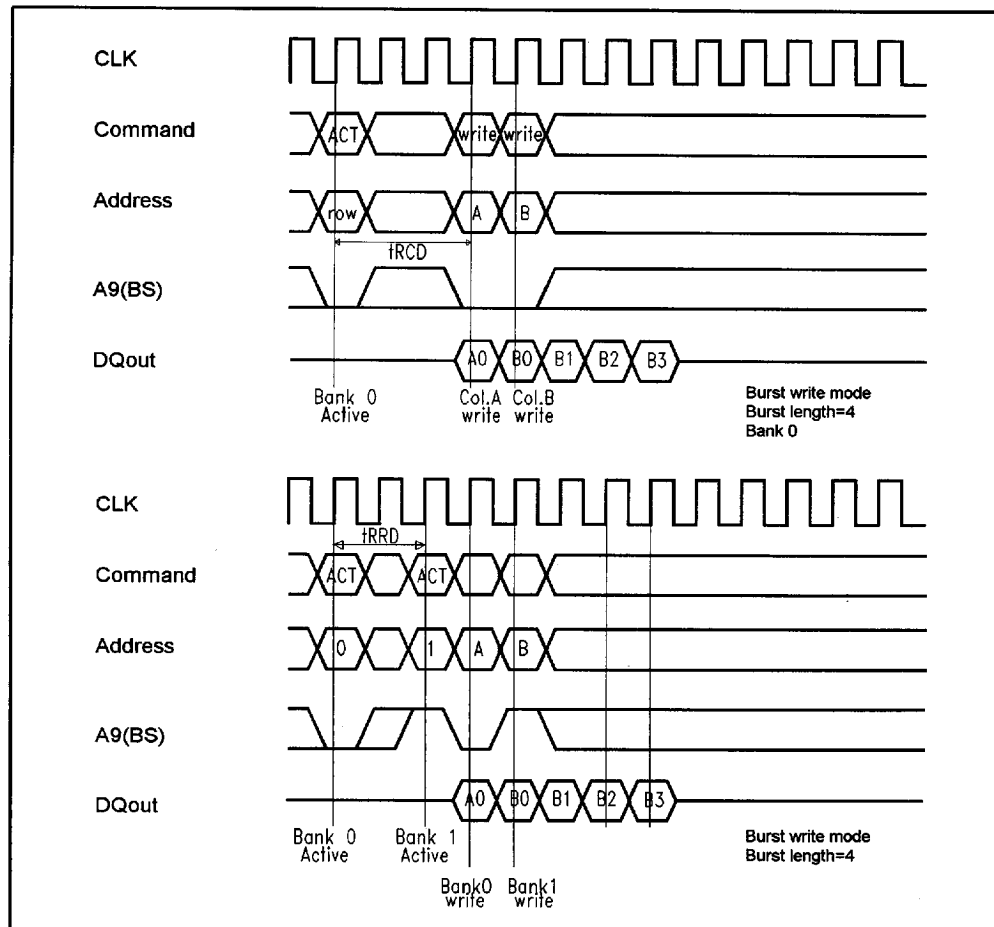 CLK
Command ACT write write
Address row A B
tRCD
A9(BS)
DQout A0 B0 B1 B2 B3
Bank 0 Col.A Col.B
Active write write
Burst write mode
Burst length=4
Bank 0
CLK
tRRD
Command ACT ACT
Address 0 1 A B
A9(BS)
DQout A0 B0 B1 B2 B3
Bank 0 Bank 1
Active Active
Burst write mode
Burst length=4
Bank0 Bank1
write write